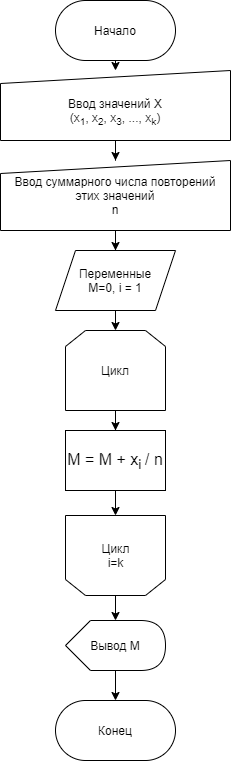 Начало
Ввод значений X
(x₁, x₂, x₃, ..., xₖ)
Ввод суммарного числа повторений
этих значений
n
Переменные
M=0, i = 1
Цикл
M = M + xᵢ / n
Цикл
i=k
Вывод M
Конец